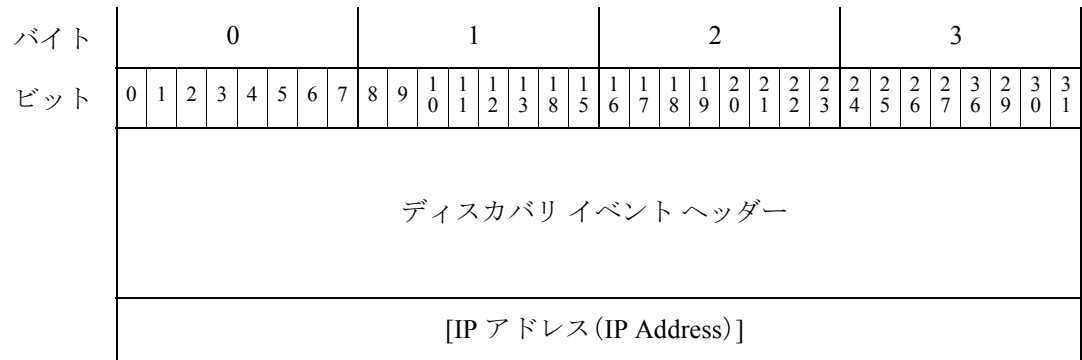 バイト 0 1 2 3
ビット 0 1 2 3 4 5 6 7 8 9 10 11 12 13 18 15 16 17 18 19 20 21 22 23 24 25 26 27 36 29 30 31
ディスカバリ イベント ヘッダー
[IP アドレス(IP Address)]